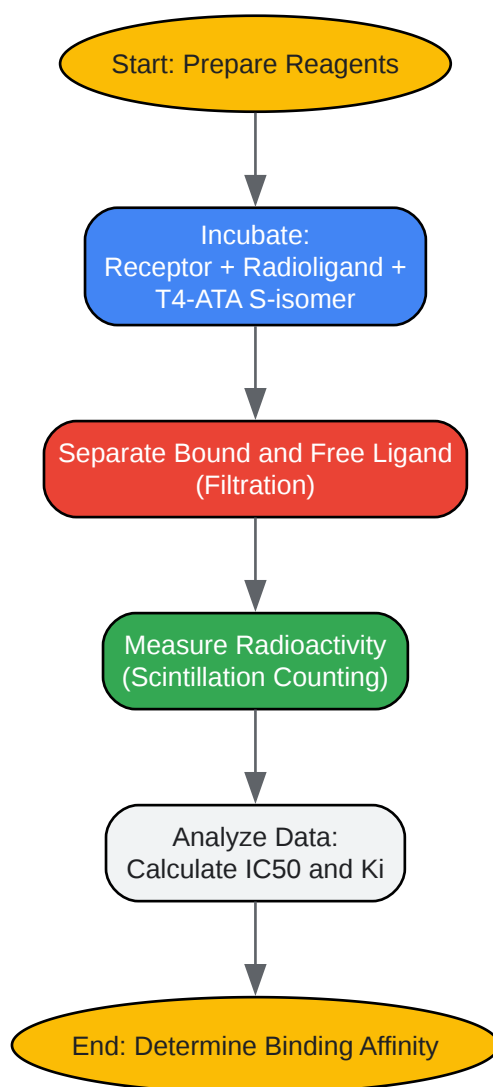 Start: Prepare Reagents
Incubate:
Receptor + Radioligand +
T4-ATA S-isomer
Separate Bound and Free Ligand
(Filtration)
Measure Radioactivity
(Scintillation Counting)
Analyze Data:
Calculate IC50 and Ki
End: Determine Binding Affinity